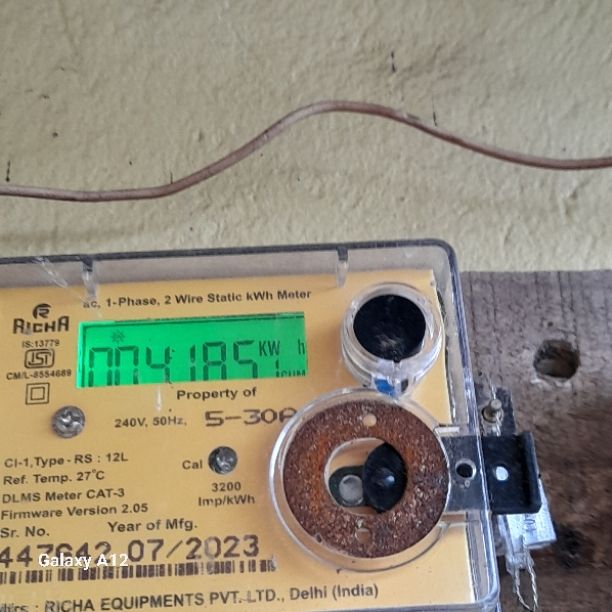 ac, 1-Phase, 2 Wire Static kWh Meter
RICHA
IS:13779
ISI
CM/L-8554689
004185 KW h
CUM
Property of
240V, 50Hz, 5-30A
Cl-1, Type - RS : 12L
Ref. Temp. 27°C
DLMS Meter CAT-3
Firmware Version 2.05
Cal
3200
Imp/kWh
Sr. No. Year of Mfg.
07/2023
Galaxy A12
: RICHA EQUIPMENTS PVT. LTD., Delhi (India)